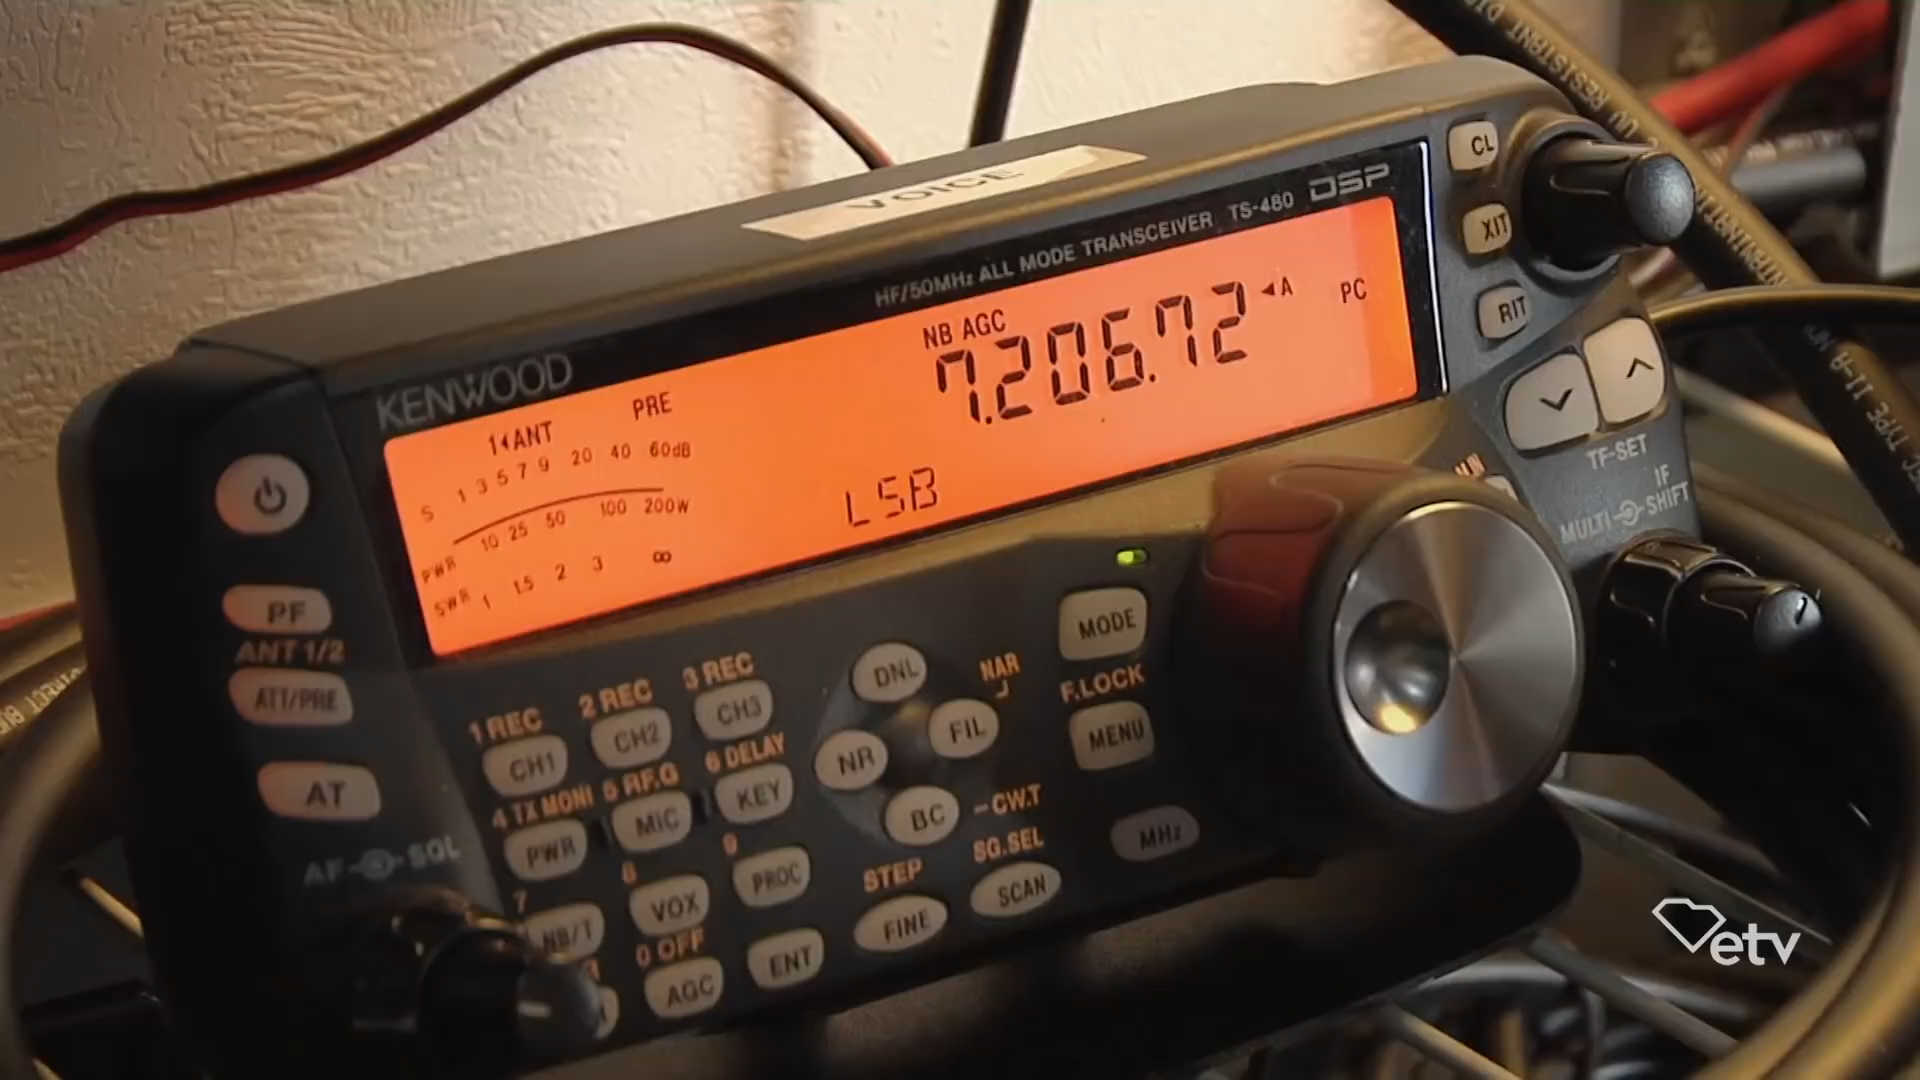 VOICE
HF/50MHz ALL MODE TRANSCEIVER TS-480 DSP
KENWOOD
NB AGC
7.206.72 ◄A PC
1◄ANT PRE
S 1 3 5 7 9 20 40 60dB
PWR 10 25 50 100 200W
SWR 1 1.5 2 3 ∞
LSB
CL
XIT
RIT
TF-SET
IF
MULTI SHIFT
PF
ANT 1/2
ATT/PRE
AT
AF SQL
1 REC 2 REC 3 REC
CH1 CH2 CH3
4 TX MONI 5 RF.G 6 DELAY
PWR MIC KEY
7 8 9
NB/T VOX PROC
0 OFF
AGC ENT
DNL
NAR
NR FIL
BC
CW.T
MODE
F.LOCK
MENU
MHz
STEP SG.SEL
FINE SCAN
UV RESISTANT
TYPE II-A
etv